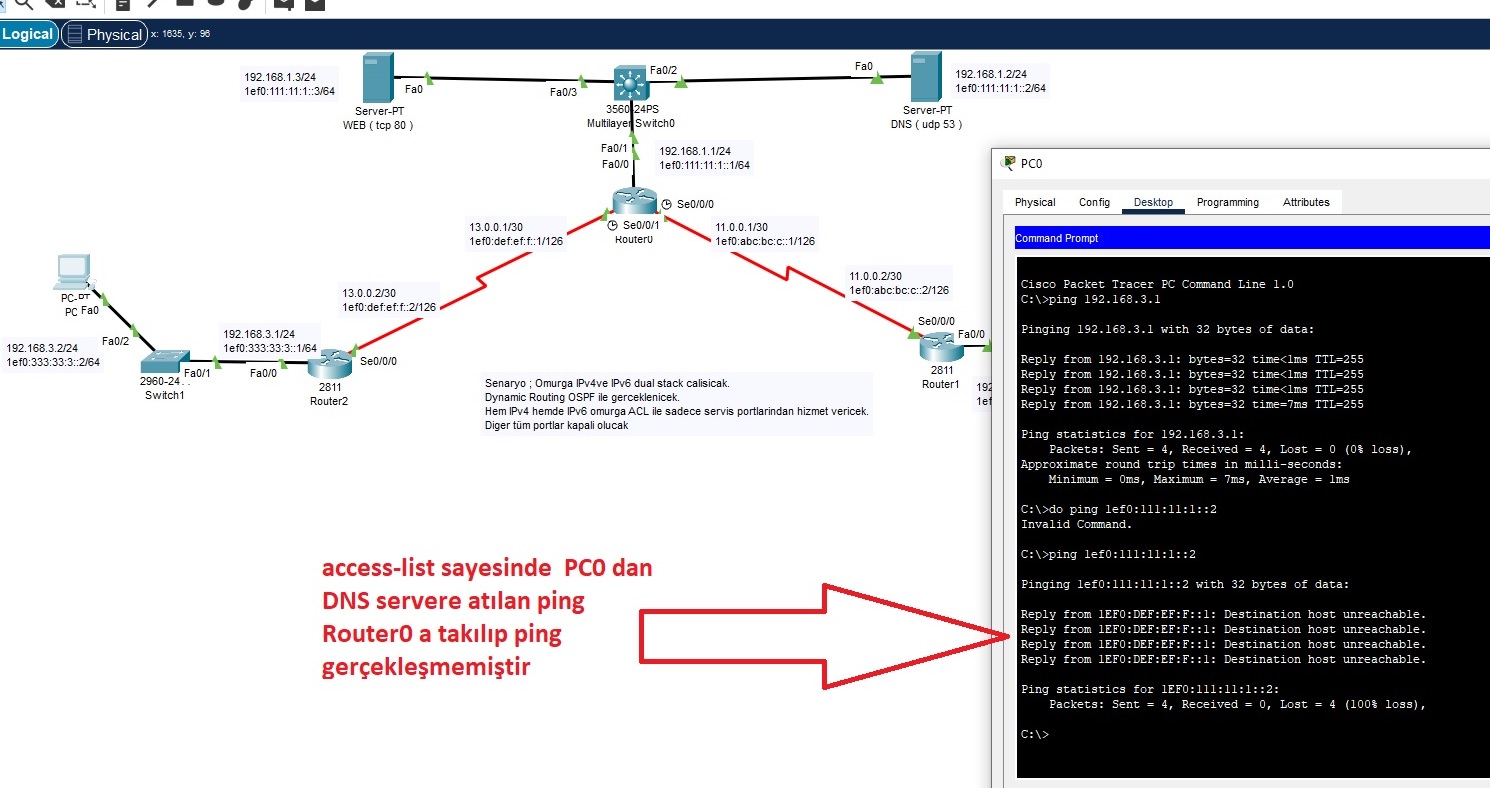 Logical
Physical
x: 1635, y: 96
192.168.1.3/24
1ef0:111:11:1::3/64
Fa0
Server-PT
WEB ( tcp 80 )
Fa0/3
Fa0/2
3560-24PS
Multilayer Switch0
Fa0
192.168.1.2/24
1ef0:111:11:1::2/64
Server-PT
DNS ( udp 53 )
Fa0/1
Fa0/0
192.168.1.1/24
1ef0:111:11:1::1/64
Se0/0/0
Se0/0/1
Router0
13.0.0.1/30
1ef0:def:ef:f::1/126
11.0.0.1/30
1ef0:abc:bc:c::1/126
11.0.0.2/30
1ef0:abc:bc:c::2/126
13.0.0.2/30
1ef0:def:ef:f::2/126
PC-PT
PC
Fa0
Fa0/2
192.168.3.2/24
1ef0:333:33:3::2/64
192.168.3.1/24
1ef0:333:33:3::1/64
2960-24
Switch1
Fa0/1
Fa0/0
Se0/0/0
2811
Router2
Se0/0/0
Fa0/0
2811
Router1
192
1ef
Senaryo ; Omurga IPv4ve IPv6 dual stack calisicak.
Dynamic Routing OSPF ile gerceklenicek.
Hem IPv4 hemde IPv6 omurga ACL ile sadece servis portlarindan hizmet vericek.
Diger tüm portlar kapali olucak
access-list sayesinde PC0 dan
DNS servere atılan ping
Router0 a takılıp ping
gerçekleşmemiştir
PC0
Physical
Config
Desktop
Programming
Attributes
Command Prompt
Cisco Packet Tracer PC Command Line 1.0
C:\>ping 192.168.3.1
Pinging 192.168.3.1 with 32 bytes of data:
Reply from 192.168.3.1: bytes=32 time<1ms TTL=255
Reply from 192.168.3.1: bytes=32 time<1ms TTL=255
Reply from 192.168.3.1: bytes=32 time<1ms TTL=255
Reply from 192.168.3.1: bytes=32 time=7ms TTL=255
Ping statistics for 192.168.3.1:
Packets: Sent = 4, Received = 4, Lost = 0 (0% loss),
Approximate round trip times in milli-seconds:
Minimum = 0ms, Maximum = 7ms, Average = 1ms
C:\>do ping 1ef0:111:11:1::2
Invalid Command.
C:\>ping 1ef0:111:11:1::2
Pinging 1ef0:111:11:1::2 with 32 bytes of data:
Reply from 1EF0:DEF:EF:F::1: Destination host unreachable.
Reply from 1EF0:DEF:EF:F::1: Destination host unreachable.
Reply from 1EF0:DEF:EF:F::1: Destination host unreachable.
Reply from 1EF0:DEF:EF:F::1: Destination host unreachable.
Ping statistics for 1EF0:111:11:1::2:
Packets: Sent = 4, Received = 0, Lost = 4 (100% loss),
C:\>